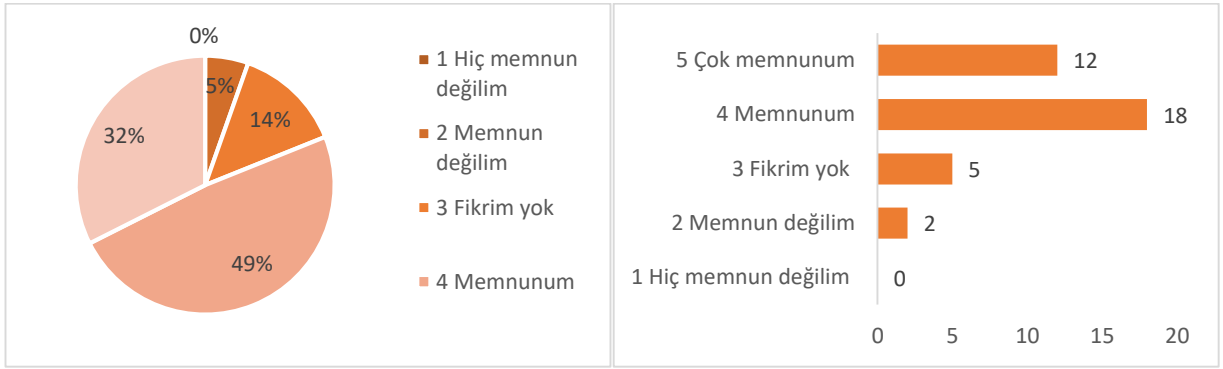 0%
5%
14%
32%
49%
1 Hiç memnun
değilim
2 Memnun
değilim
3 Fikrim yok
4 Memnunum
5 Çok memnunum 12
4 Memnunum 18
3 Fikrim yok 5
2 Memnun değilim 2
1 Hiç memnun değilim 0
0 5 10 15 20